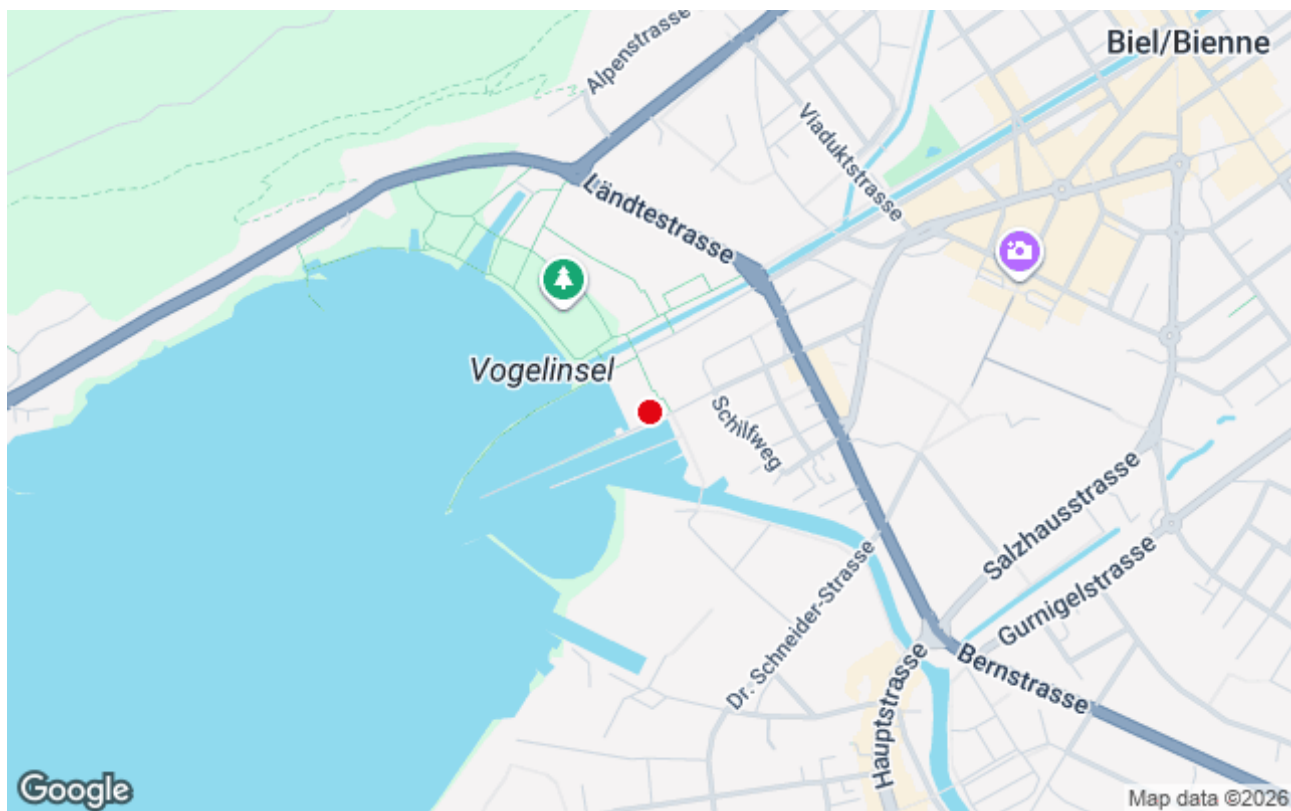 Biel/Bienne
Alpenstrasse
Viaduktstrasse
Ländtestrasse
Vogelinsel
Schilfweg
Salzhausstrasse
Gurnigelstrasse
Dr. Schneider-Strasse
Bernstrasse
Hauptstrasse
Google
Map data ©2026